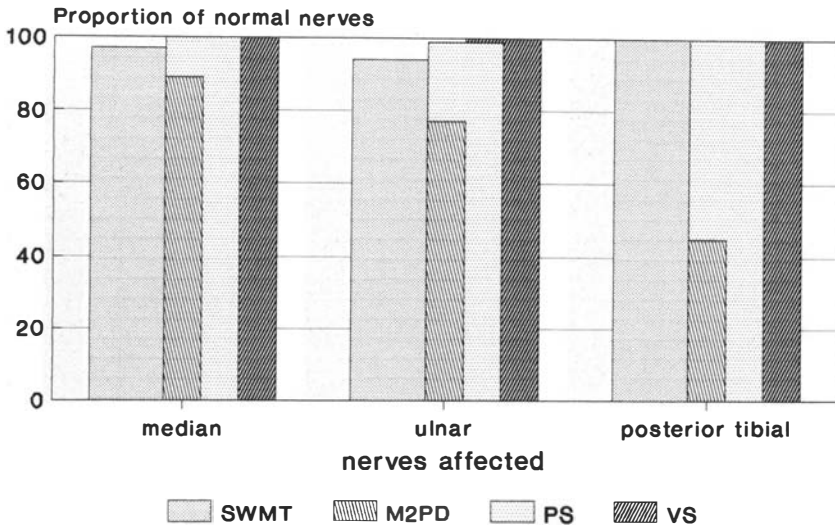 Proportion of normal nerves
100
80
60
40
20
0
median ulnar posterior tibial
nerves affected
SWMT M2PD PS VS